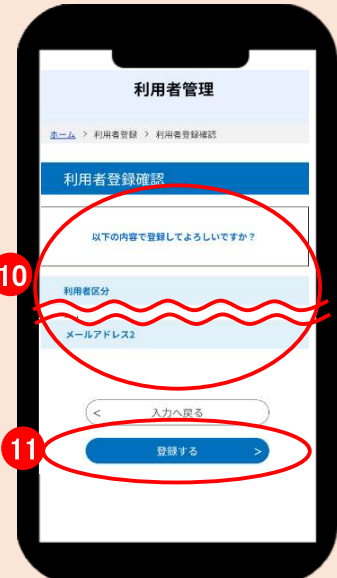 利用者管理
ホーム > 利用者登録 > 利用者登録確認
利用者登録確認
以下の内容で登録してよろしいですか？
10
利用者区分
メールアドレス2
< 入力へ戻る
11
登録する >